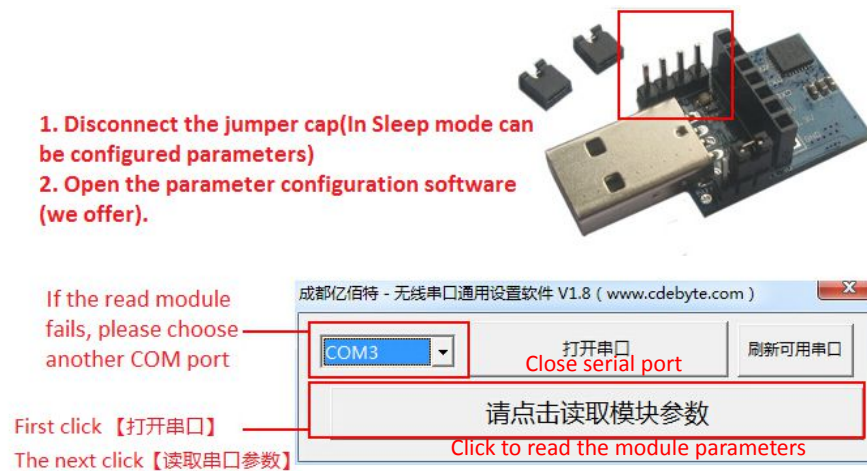 1. Disconnect the jumper cap(In Sleep mode can
be configured parameters)
2. Open the parameter configuration software
(we offer).
If the read module
fails, please choose
another COM port
成都亿佰特 - 无线串口通用设置软件 V1.8 ( www.cdebyte.com )
COM3
打开串口
Close serial port
刷新可用串口
请点击读取模块参数
Click to read the module parameters
First click 【打开串口】
The next click【读取串口参数】